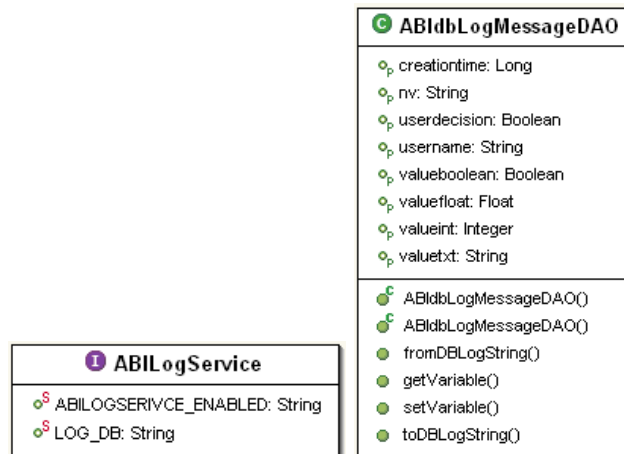 C ABIdbLogMessageDAO
P creationtime: Long
P nv: String
P userdecision: Boolean
P username: String
P valueboolean: Boolean
P valuefloat: Float
P valueint: Integer
P valuetxt: String
C ABIdbLogMessageDAO()
C ABIdbLogMessageDAO()
fromDBLogString()
getVariable()
setVariable()
toDBLogString()
I ABILogService
S ABILOGSERIVCE_ENABLED: String
S LOG_DB: String